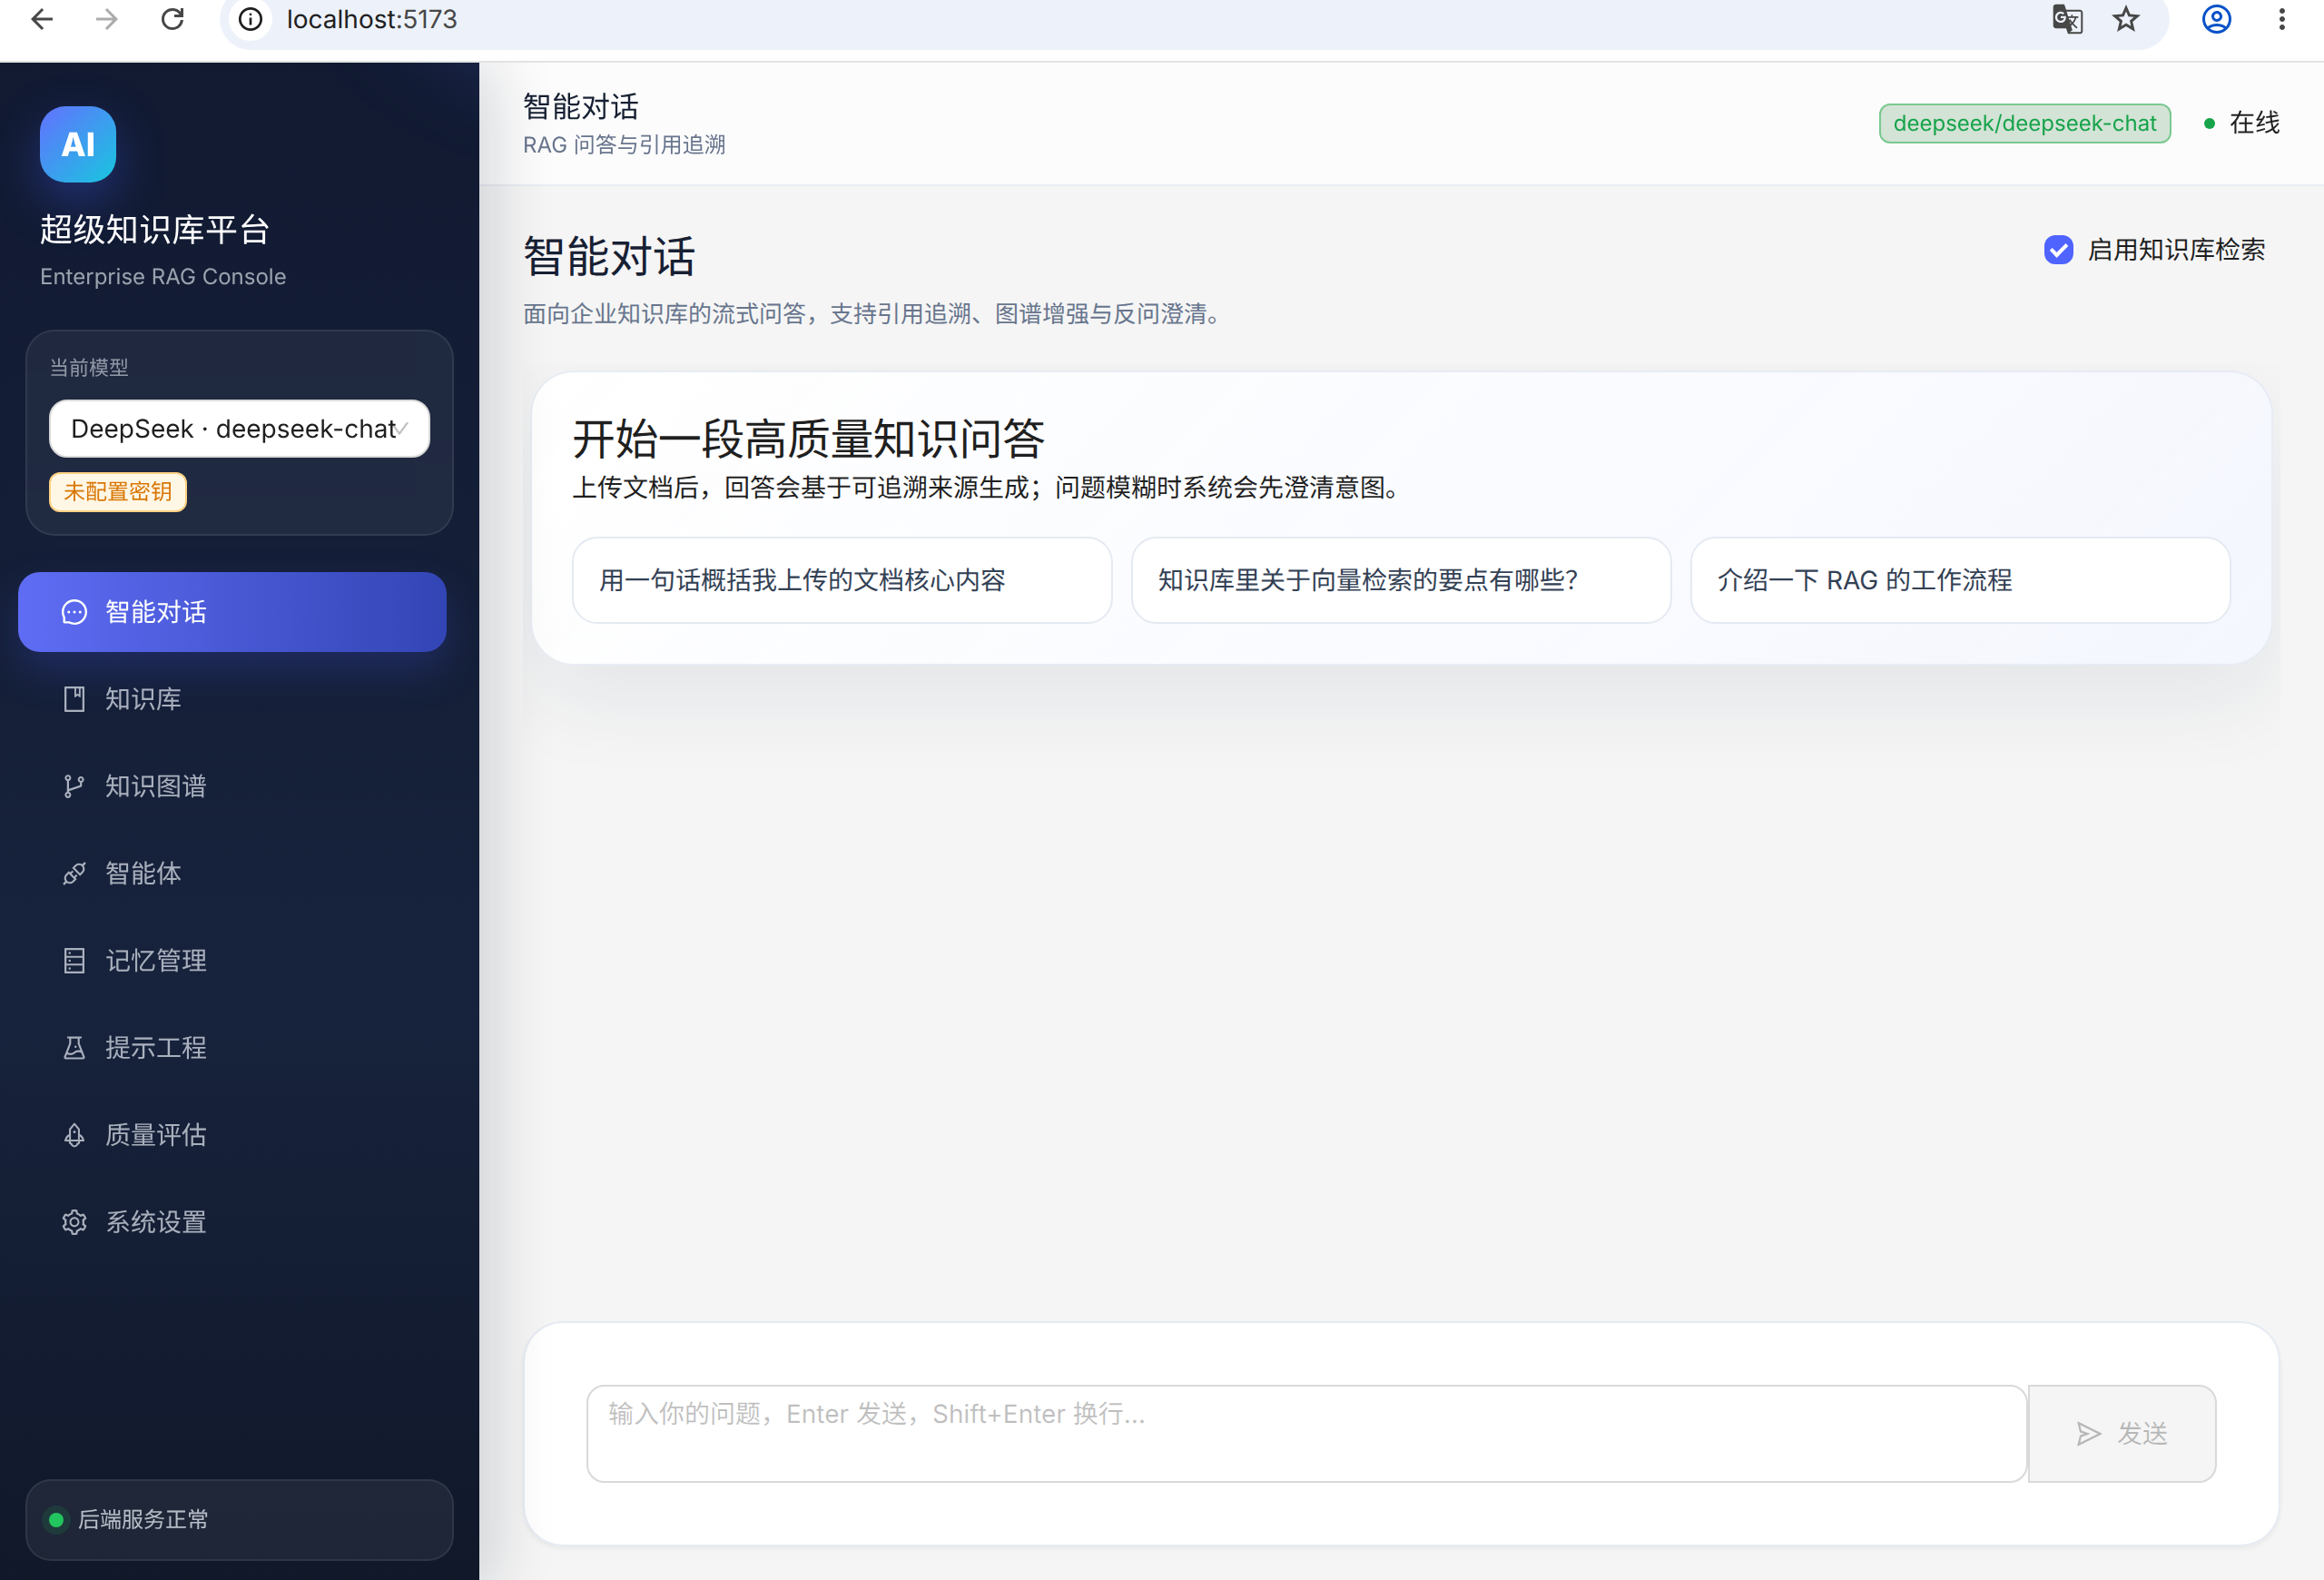 localhost:5173
AI
超级知识库平台
Enterprise RAG Console
当前模型
DeepSeek · deepseek-chat
未配置密钥
智能对话
知识库
知识图谱
智能体
记忆管理
提示工程
质量评估
系统设置
后端服务正常
智能对话
RAG 问答与引用追溯
deepseek/deepseek-chat
在线
智能对话
启用知识库检索
面向企业知识库的流式问答，支持引用追溯、图谱增强与反问澄清。
开始一段高质量知识问答
上传文档后，回答会基于可追溯来源生成；问题模糊时系统会先澄清意图。
用一句话概括我上传的文档核心内容
知识库里关于向量检索的要点有哪些？
介绍一下 RAG 的工作流程
输入你的问题，Enter 发送，Shift+Enter 换行...
发送